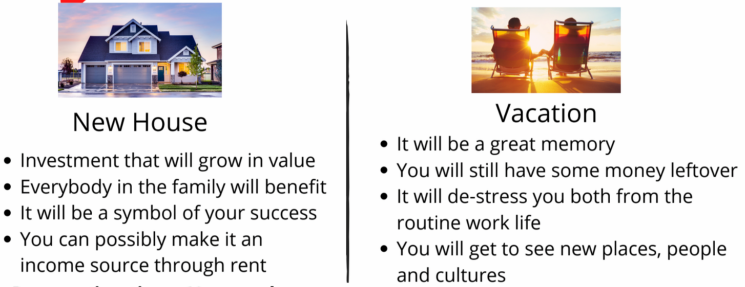 New House
• Investment that will grow in value
• Everybody in the family will benefit
• It will be a symbol of your success
• You can possibly make it an
income source through rent
Vacation
• It will be a great memory
• You will still have some money leftover
• It will de-stress you both from the
routine work life
• You will get to see new places, people
and cultures